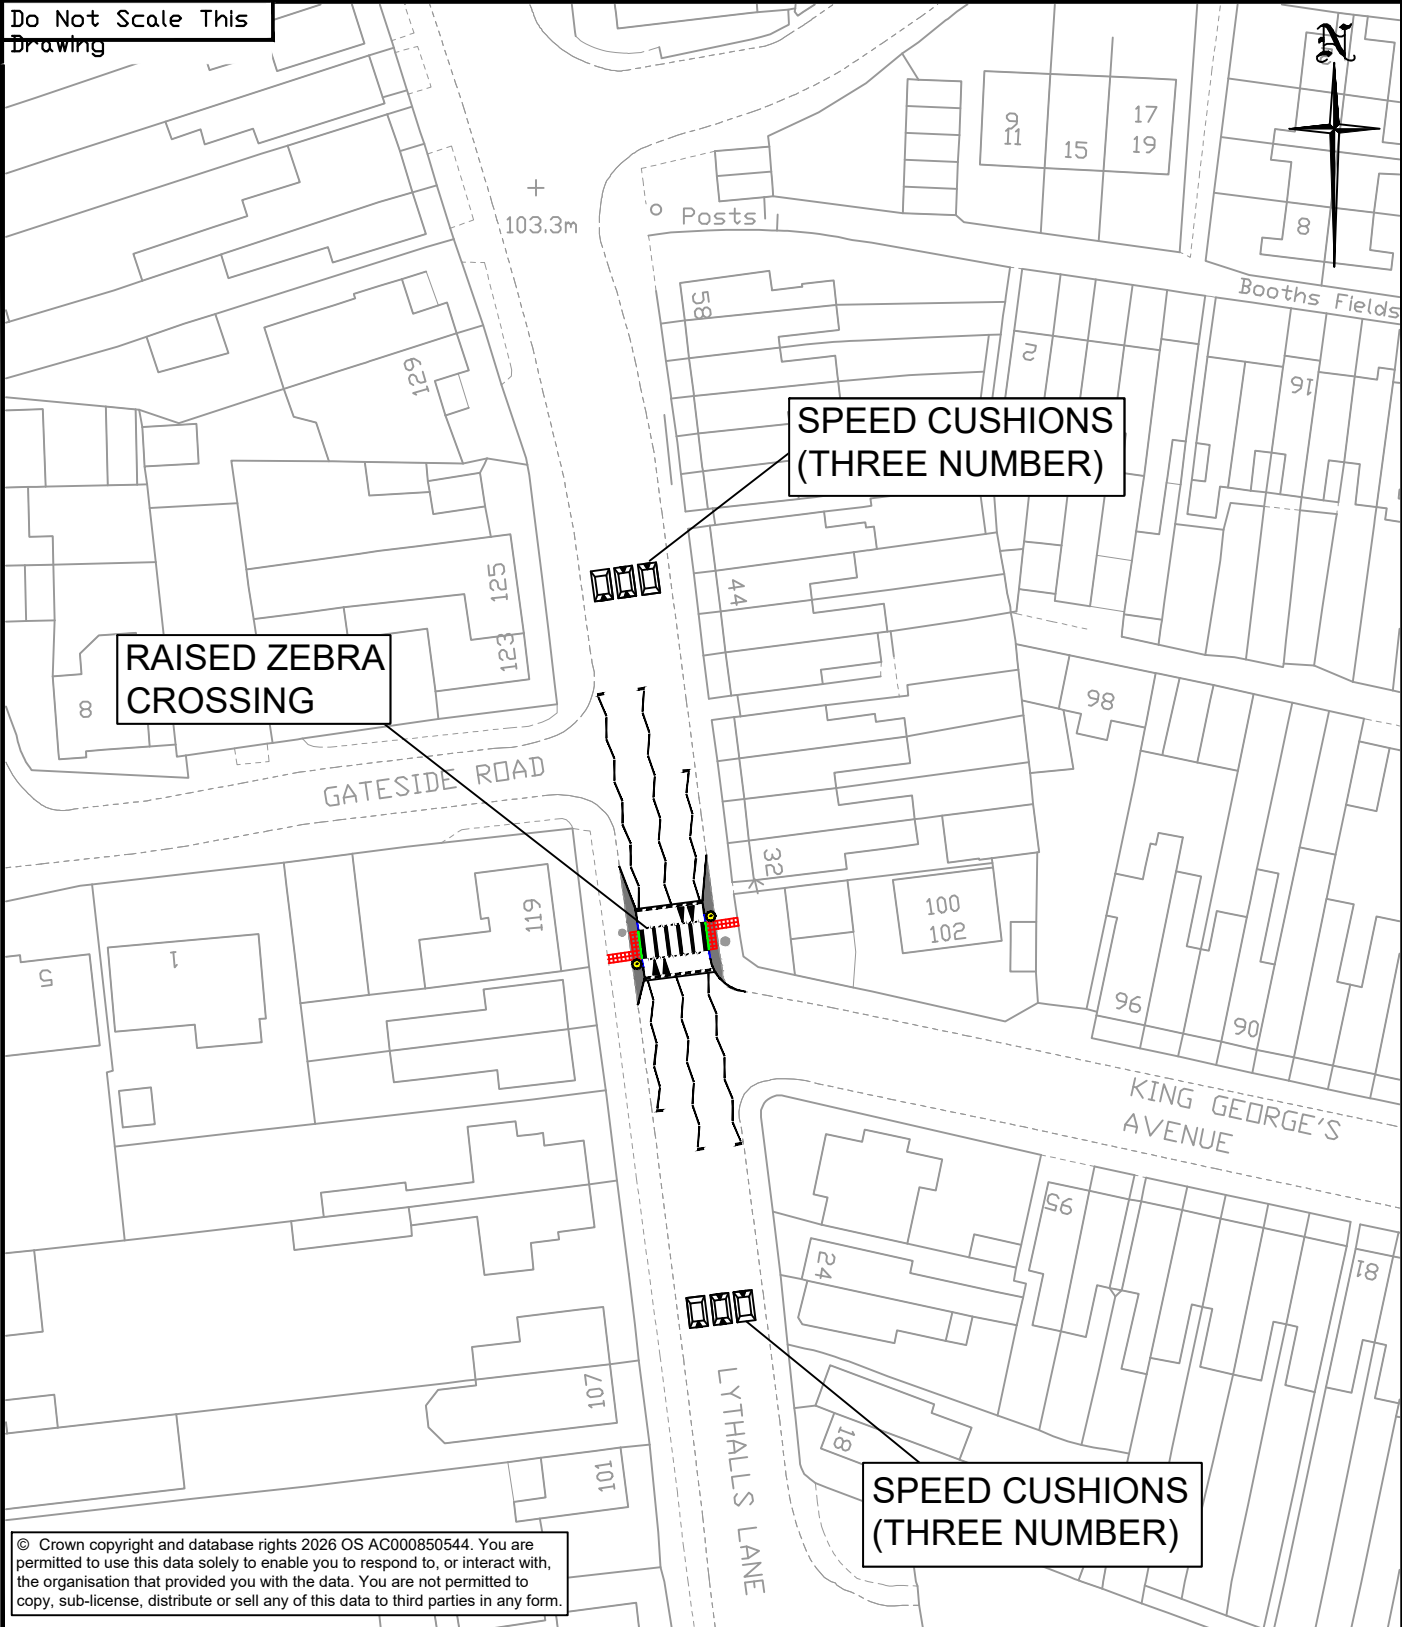 Do Not Scale This
Drawing
N
9
11
15
17
19
103.3m
Posts
8
Booths Fields
58
2
16
129
SPEED CUSHIONS
(THREE NUMBER)
125
44
123
RAISED ZEBRA
CROSSING
8
98
GATESIDE ROAD
32
119
100
102
5
1
96
90
KING GEORGE'S
AVENUE
95
24
81
107
18
101
LYTHALLS LANE
SPEED CUSHIONS
(THREE NUMBER)
© Crown copyright and database rights 2026 OS AC000850544. You are
permitted to use this data solely to enable you to respond to, or interact with,
the organisation that provided you with the data. You are not permitted to
copy, sub-license, distribute or sell any of this data to third parties in any form.